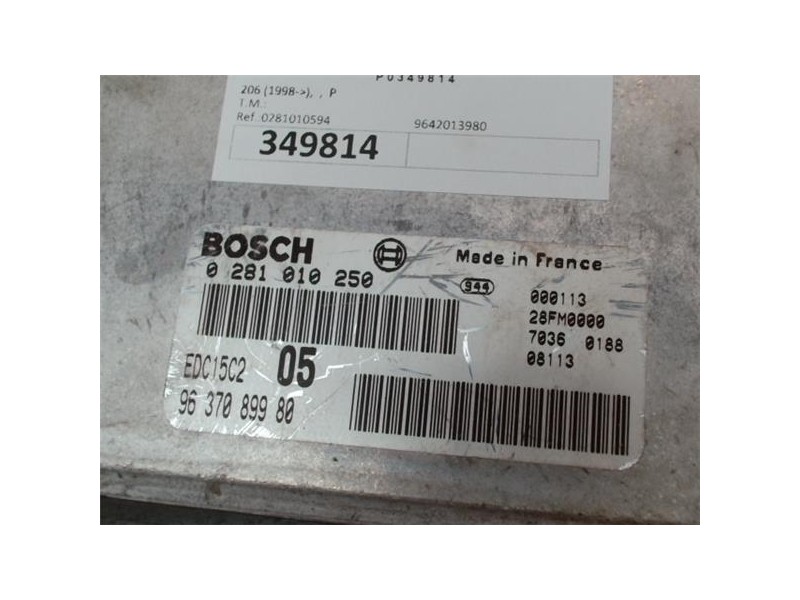 P0349814
206 (1998->), , P
T.M.:
Ref. 0281010594 9642013980
349814
BOSCH Made in France
0 281 010 250 944 000113
28FM0000
7036 0188
EDC15C2 05 08113
96 370 899 80